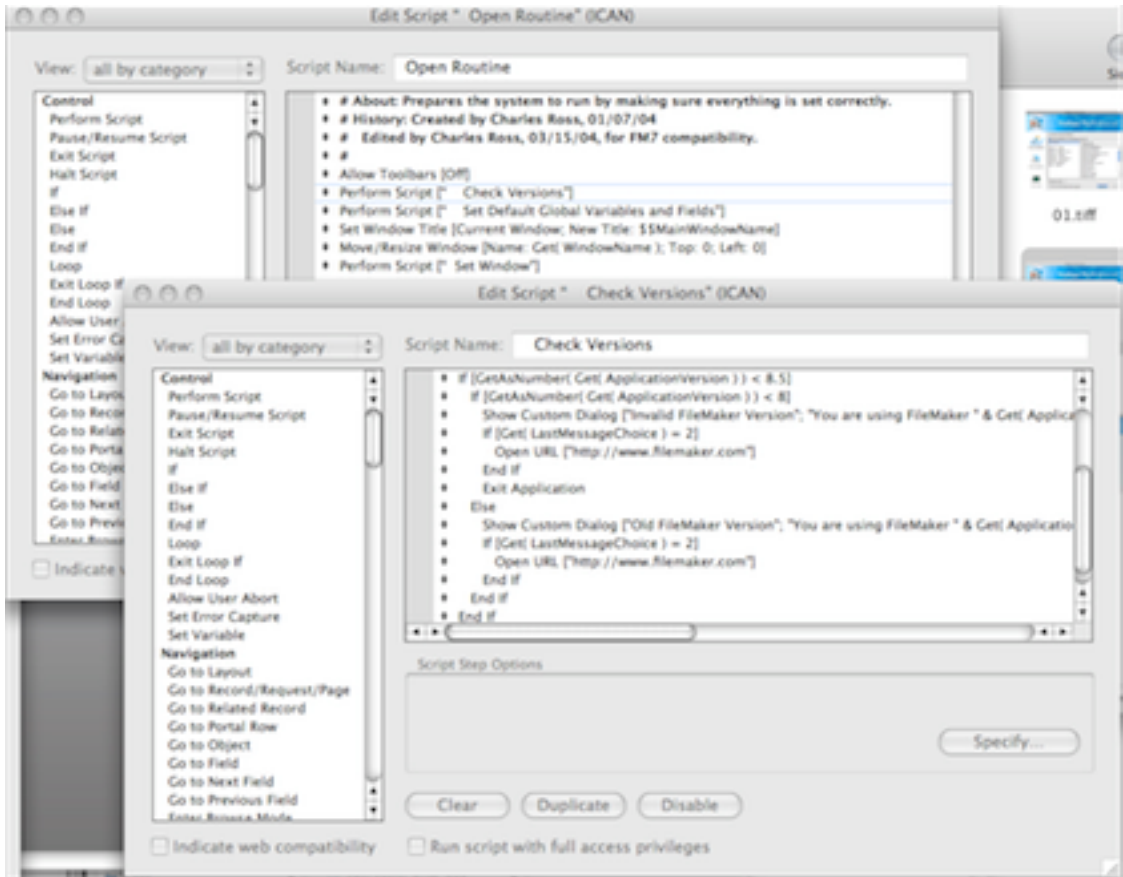 Edit Script " Open Routine" (ICAN)
View: all by category
Script Name: Open Routine
Control
Perform Script
Pause/Resume Script
Exit Script
Halt Script
If
Else If
Else
End If
Loop
Exit Loop If
End Loop
Allow User
Set Error Ca
Set Variable
Navigation
Go to Layou
Go to Recor
Go to Relat
Go to Porta
Go to Objec
Go to Field
Go to Next
Go to Previ
Enter Brows
Indicate
# About: Prepares the system to run by making sure everything is set correctly.
# History: Created by Charles Ross, 01/07/04
# Edited by Charles Ross, 03/15/04, for FM7 compatibility.
#
Allow Toolbars [Off]
Perform Script [" Check Versions"]
Perform Script [" Set Default Global Variables and Fields"]
Set Window Title [Current Window; New Title: $$MainWindowName]
Move/Resize Window [Name: Get( WindowName ); Top: 0; Left: 0]
Perform Script [" Set Window"]
01.tiff
Edit Script " Check Versions" (ICAN)
View: all by category
Script Name: Check Versions
Control
Perform Script
Pause/Resume Script
Exit Script
Halt Script
If
Else If
Else
End If
Loop
Exit Loop If
End Loop
Allow User Abort
Set Error Capture
Set Variable
Navigation
Go to Layout
Go to Record/Request/Page
Go to Related Record
Go to Portal Row
Go to Object
Go to Field
Go to Next Field
Go to Previous Field
Enter Browse Mode
If [GetAsNumber( Get( ApplicationVersion ) ) < 8.5]
If [GetAsNumber( Get( ApplicationVersion ) ) < 8]
Show Custom Dialog ["Invalid FileMaker Version"; "You are using FileMaker " & Get( Applica
If [Get( LastMessageChoice ) = 2]
Open URL ["http://www.filemaker.com"]
End If
Exit Application
Else
Show Custom Dialog ["Old FileMaker Version"; "You are using FileMaker " & Get( Applicatio
If [Get( LastMessageChoice ) = 2]
Open URL ["http://www.filemaker.com"]
End If
End If
End If
Script Step Options
Specify...
Clear Duplicate Disable
Indicate web compatibility
Run script with full access privileges